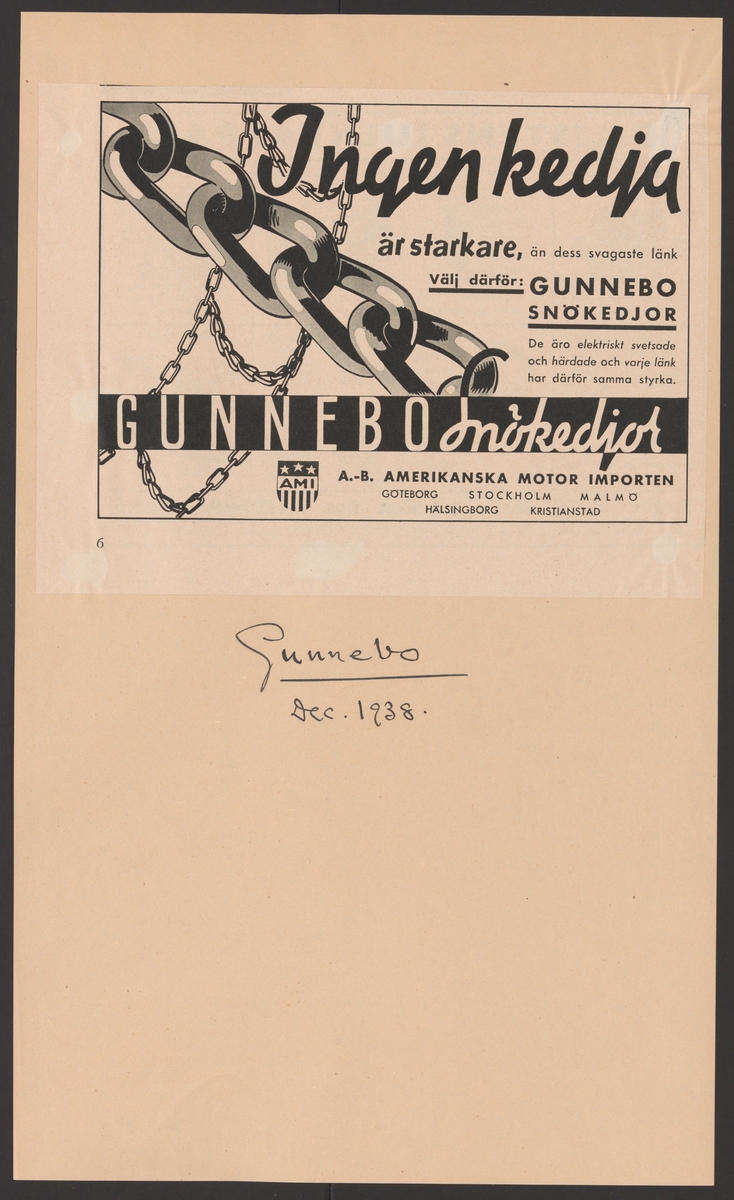 Ingen kedja
är starkare, än dess svagaste länk
Välj därför: GUNNEBO
SNÖKEDJOR
De äro elektriskt svetsade
och härdade och varje länk
har därför samma styrka.
GUNNEBO Snökedjor
AMI
A.-B. AMERIKANSKA MOTOR IMPORTEN
GÖTEBORG STOCKHOLM MALMÖ
HÄLSINGBORG KRISTIANSTAD
6
Gunnebo
Dec. 1938.